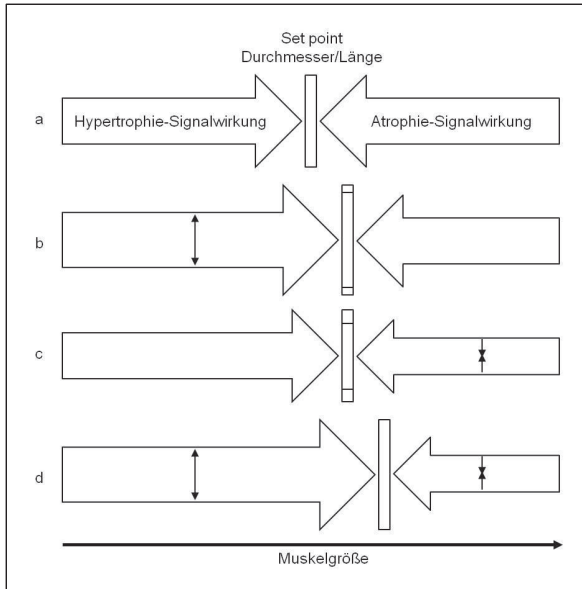 Set point
Durchmesser/Länge
a
Hypertrophie-Signalwirkung
Atrophie-Signalwirkung
b
c
d
Muskelgröße